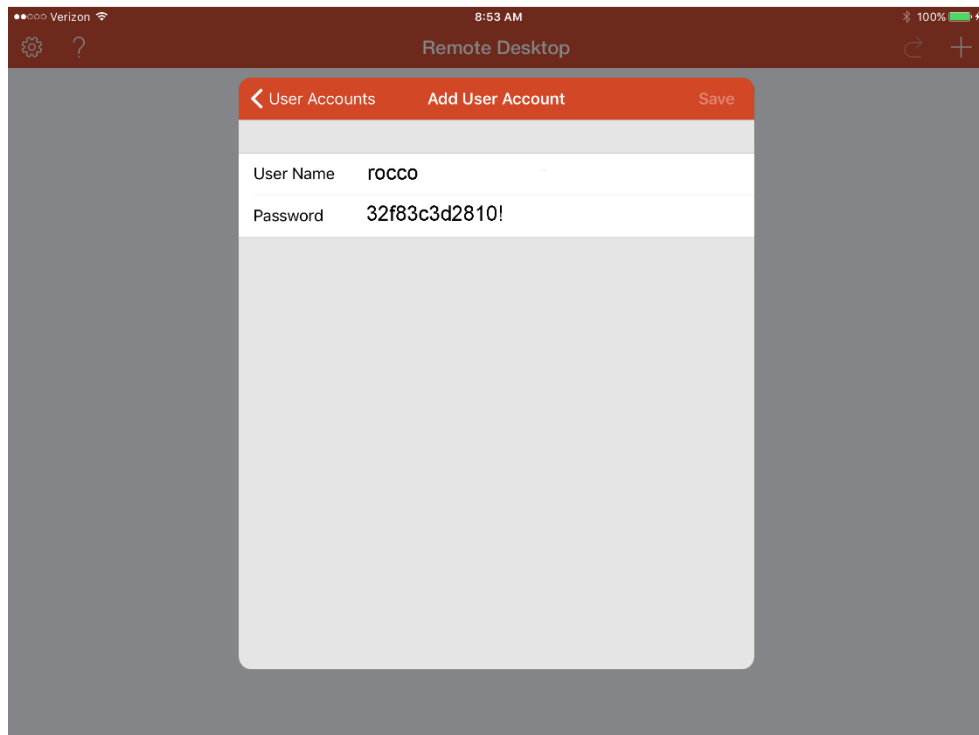 Verizon 8:53 AM 100%
? Remote Desktop +
User Accounts Add User Account Save
User Name rocco
Password 32f83c3d2810!